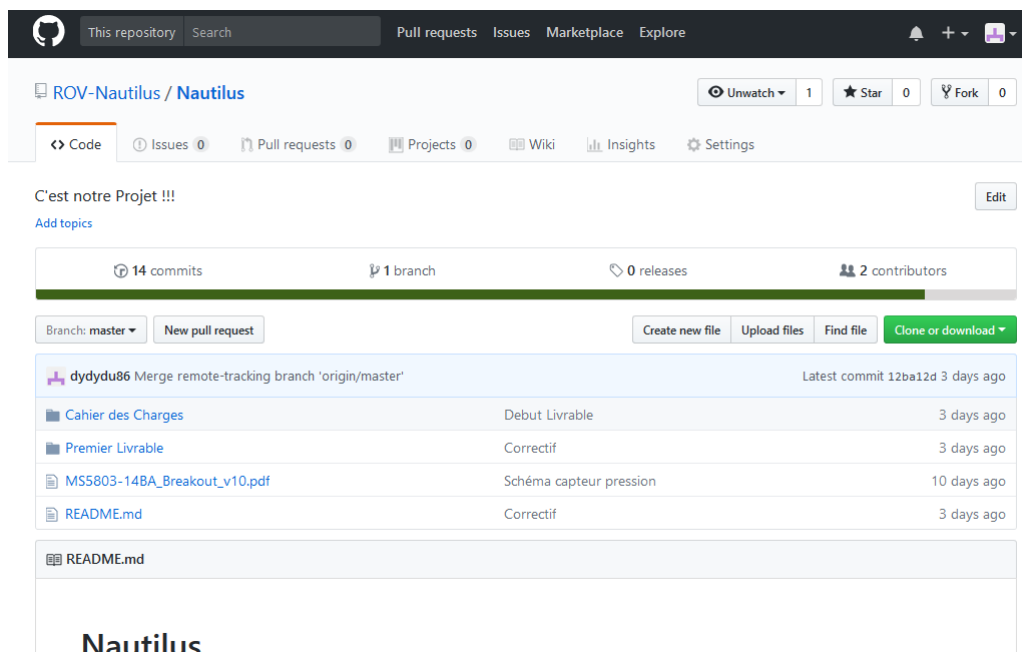 This repository Search Pull requests Issues Marketplace Explore
ROV-Nautilus / Nautilus Unwatch 1 Star 0 Fork 0
Code Issues 0 Pull requests 0 Projects 0 Wiki Insights Settings
C'est notre Projet !!! Edit
Add topics
14 commits 1 branch 0 releases 2 contributors
Branch: master New pull request Create new file Upload files Find file Clone or download
dydydu86 Merge remote-tracking branch 'origin/master' Latest commit 12ba12d 3 days ago
Cahier des Charges Debut Livrable 3 days ago
Premier Livrable Correctif 3 days ago
MS5803-14BA_Breakout_v10.pdf Schéma capteur pression 10 days ago
README.md Correctif 3 days ago
README.md
Nautilus